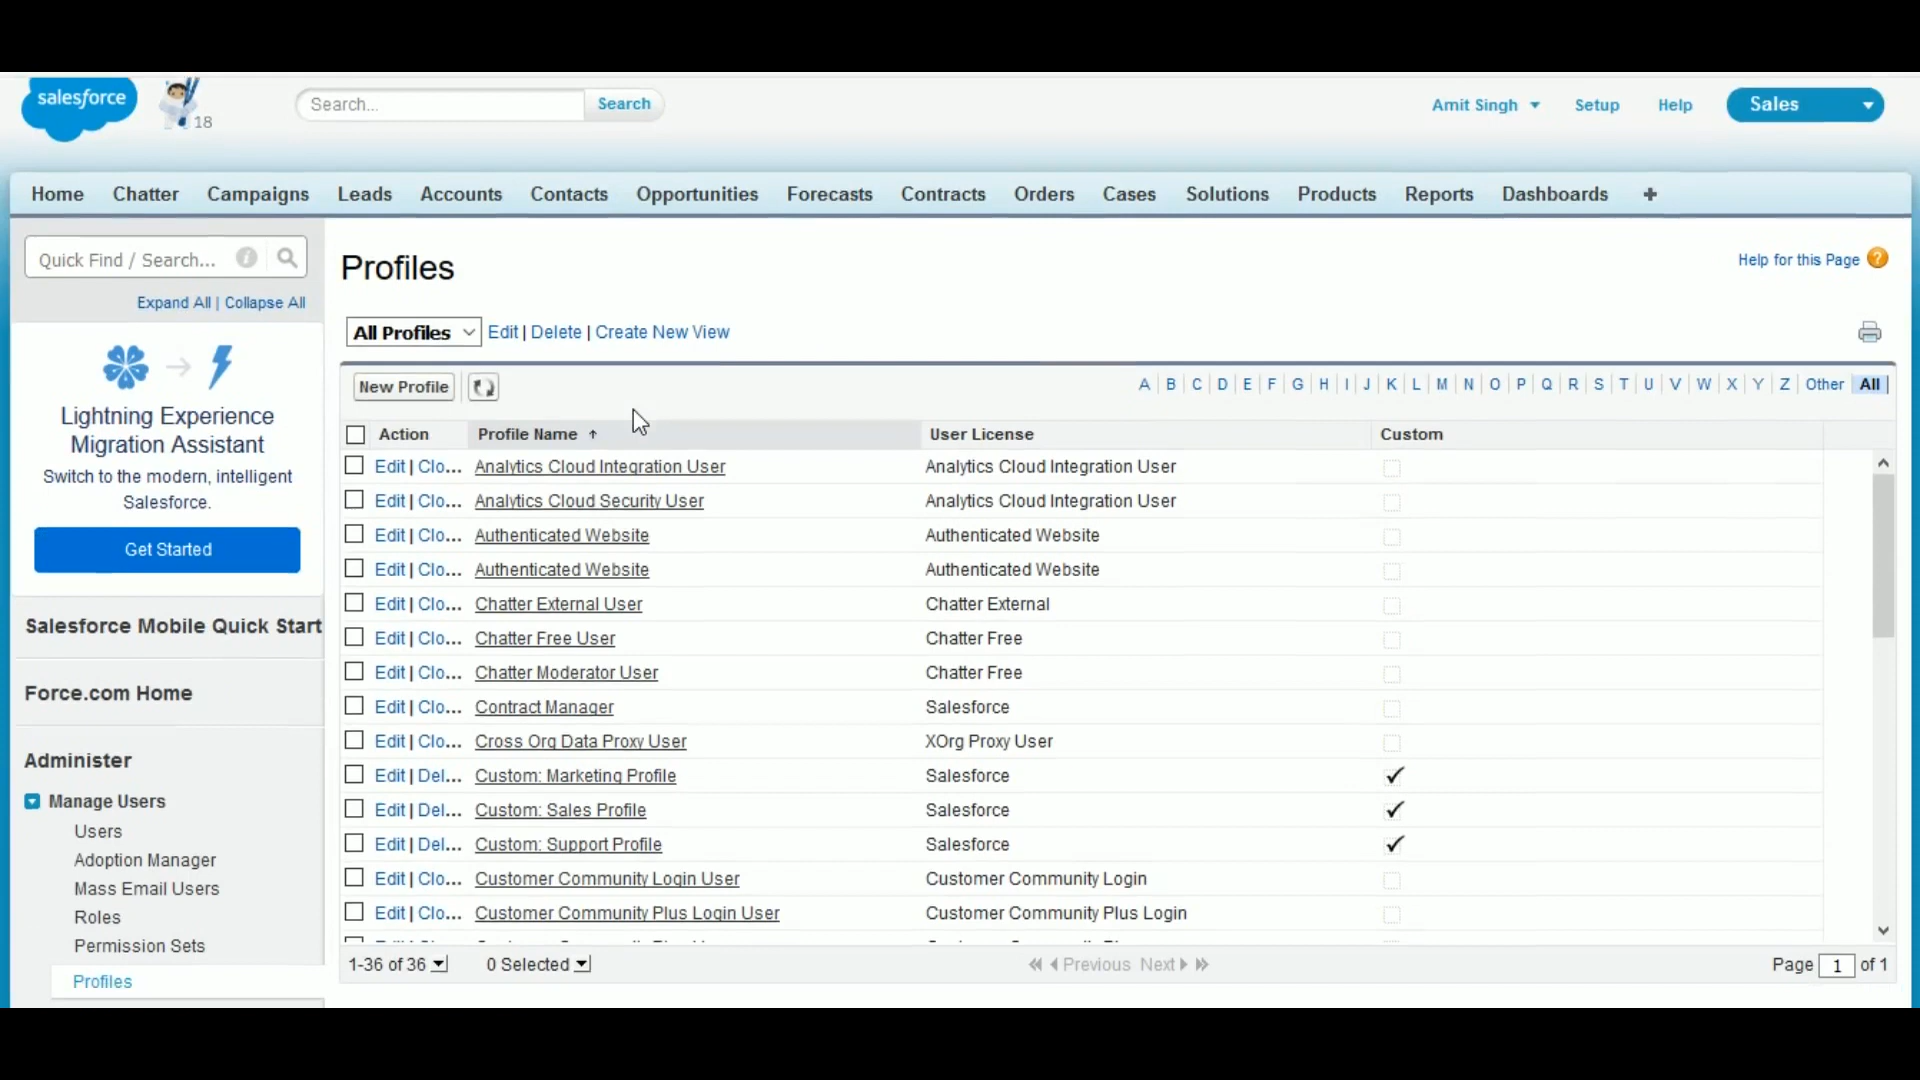 salesforce
18
Search...
Search
Amit Singh
Setup
Help
Sales
Home Chatter Campaigns Leads Accounts Contacts Opportunities Forecasts Contracts Orders Cases Solutions Products Reports Dashboards +
Quick Find / Search...
Expand All | Collapse All
Lightning Experience
Migration Assistant
Switch to the modern, intelligent
Salesforce.
Get Started
Salesforce Mobile Quick Start
Force.com Home
Administer
Manage Users
Users
Adoption Manager
Mass Email Users
Roles
Permission Sets
Profiles
Profiles
Help for this Page ?
All Profiles Edit | Delete | Create New View
New Profile
A | B | C | D | E | F | G | H | I | J | K | L | M | N | O | P | Q | R | S | T | U | V | W | X | Y | Z | Other | All
Action Profile Name ↑ User License Custom
Edit | Clo... Analytics Cloud Integration User Analytics Cloud Integration User
Edit | Clo... Analytics Cloud Security User Analytics Cloud Integration User
Edit | Clo... Authenticated Website Authenticated Website
Edit | Clo... Authenticated Website Authenticated Website
Edit | Clo... Chatter External User Chatter External
Edit | Clo... Chatter Free User Chatter Free
Edit | Clo... Chatter Moderator User Chatter Free
Edit | Clo... Contract Manager Salesforce
Edit | Clo... Cross Org Data Proxy User XOrg Proxy User
Edit | Del... Custom: Marketing Profile Salesforce ✓
Edit | Del... Custom: Sales Profile Salesforce ✓
Edit | Del... Custom: Support Profile Salesforce ✓
Edit | Clo... Customer Community Login User Customer Community Login
Edit | Clo... Customer Community Plus Login User Customer Community Plus Login
1-36 of 36 0 Selected Previous Next Page 1 of 1